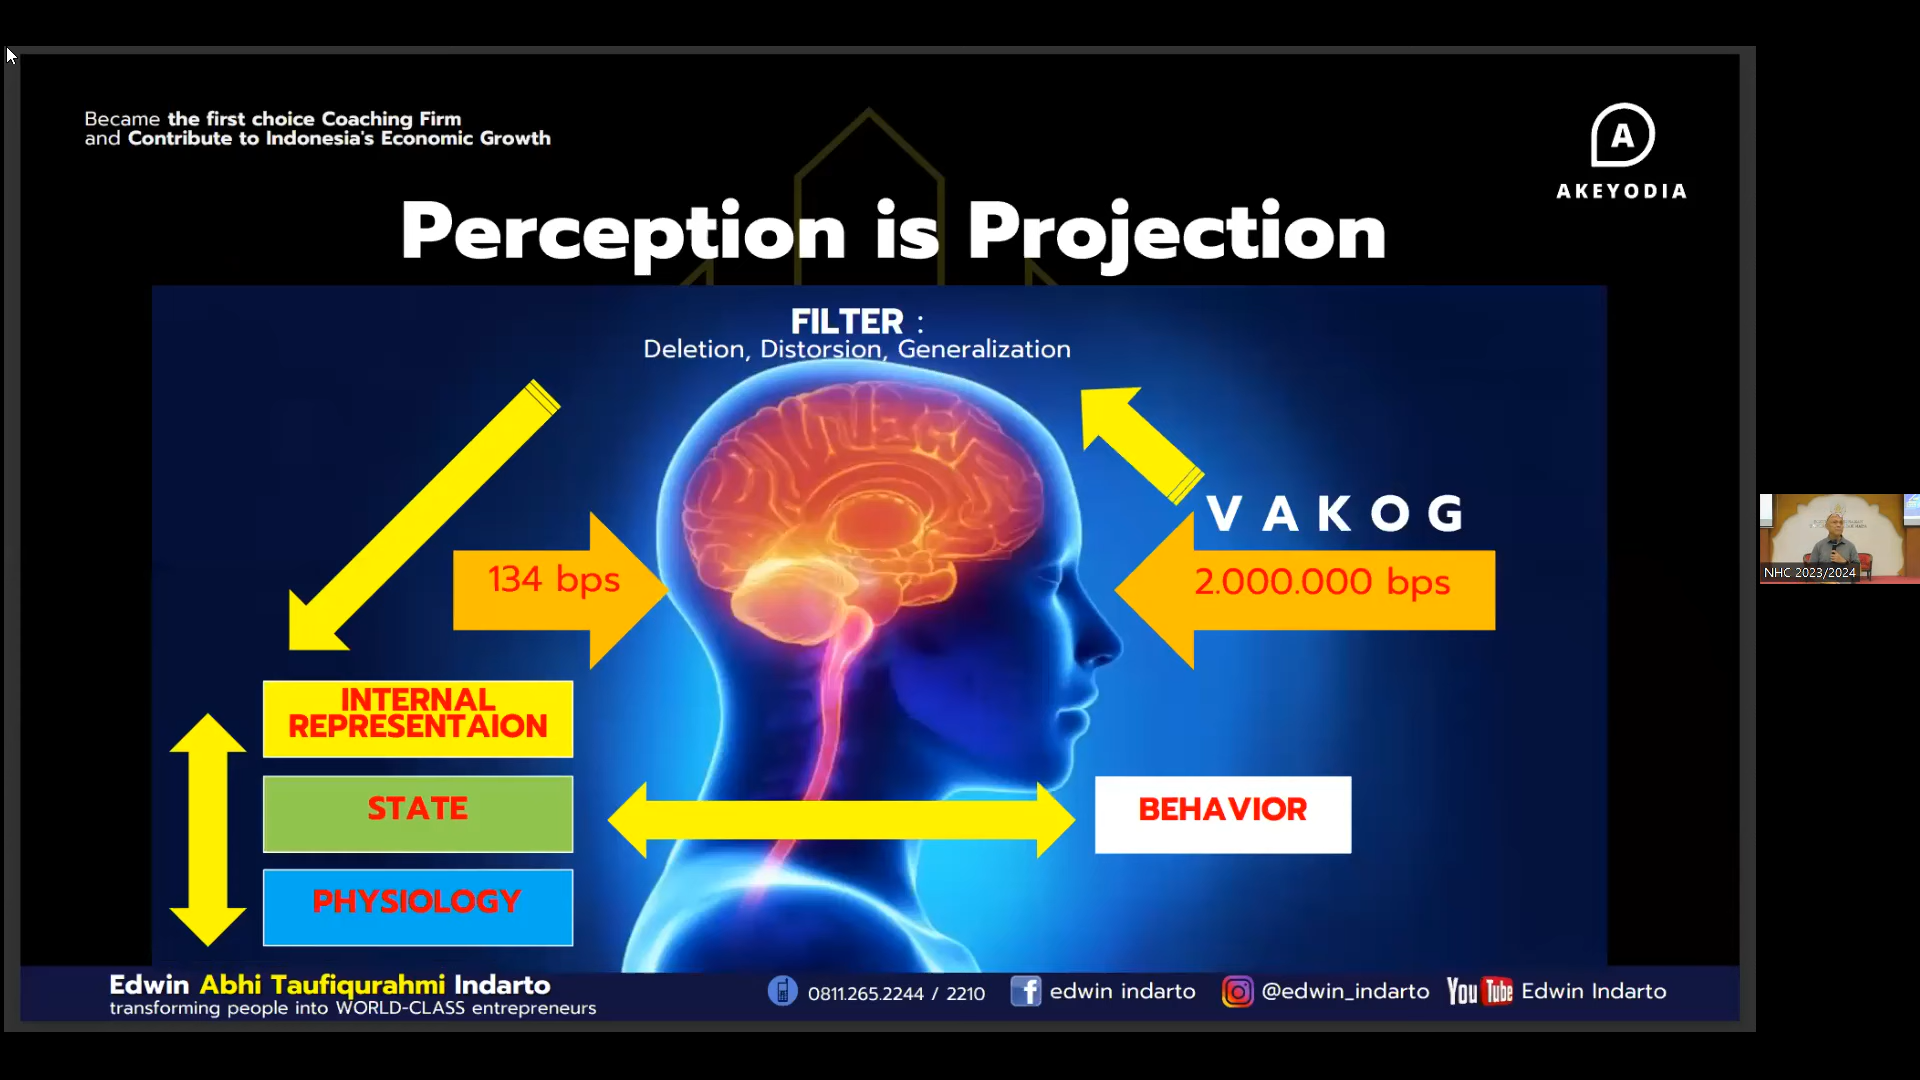 Became the first choice Coaching Firm
and Contribute to Indonesia's Economic Growth
A
AKEYODIA
Perception is Projection
FILTER :
Deletion, Distorsion, Generalization
V A K O G
134 bps
2.000.000 bps
INTERNAL
REPRESENTAION
STATE
BEHAVIOR
PHYSIOLOGY
NHC 2023/2024
Edwin Abhi Taufiqurahmi Indarto
transforming people into WORLD-CLASS entrepreneurs
0811.265.2244 / 2210
f edwin indarto
@edwin_indarto
YouTube Edwin Indarto